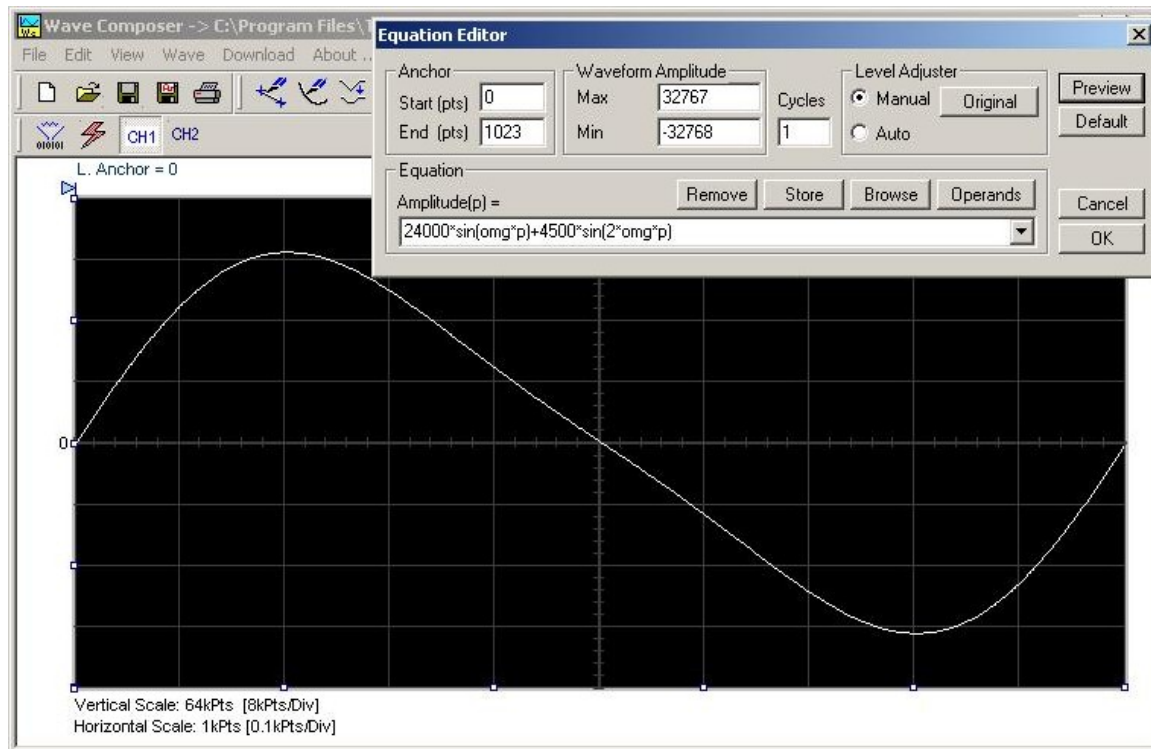 Wave Composer -> C:\Program Files\
File Edit View Wave Download About ..
CH1 CH2
L. Anchor = 0
Equation Editor
Anchor
Start (pts) 0
End (pts) 1023
Waveform Amplitude
Max 32767
Min -32768
Cycles
1
Level Adjuster
Manual
Auto
Original
Preview
Default
Cancel
OK
Equation
Amplitude(p) =
Remove Store Browse Operands
24000*sin(omg*p)+4500*sin(2*omg*p)
0
Vertical Scale: 64kPts [8kPts/Div]
Horizontal Scale: 1kPts [0.1kPts/Div]